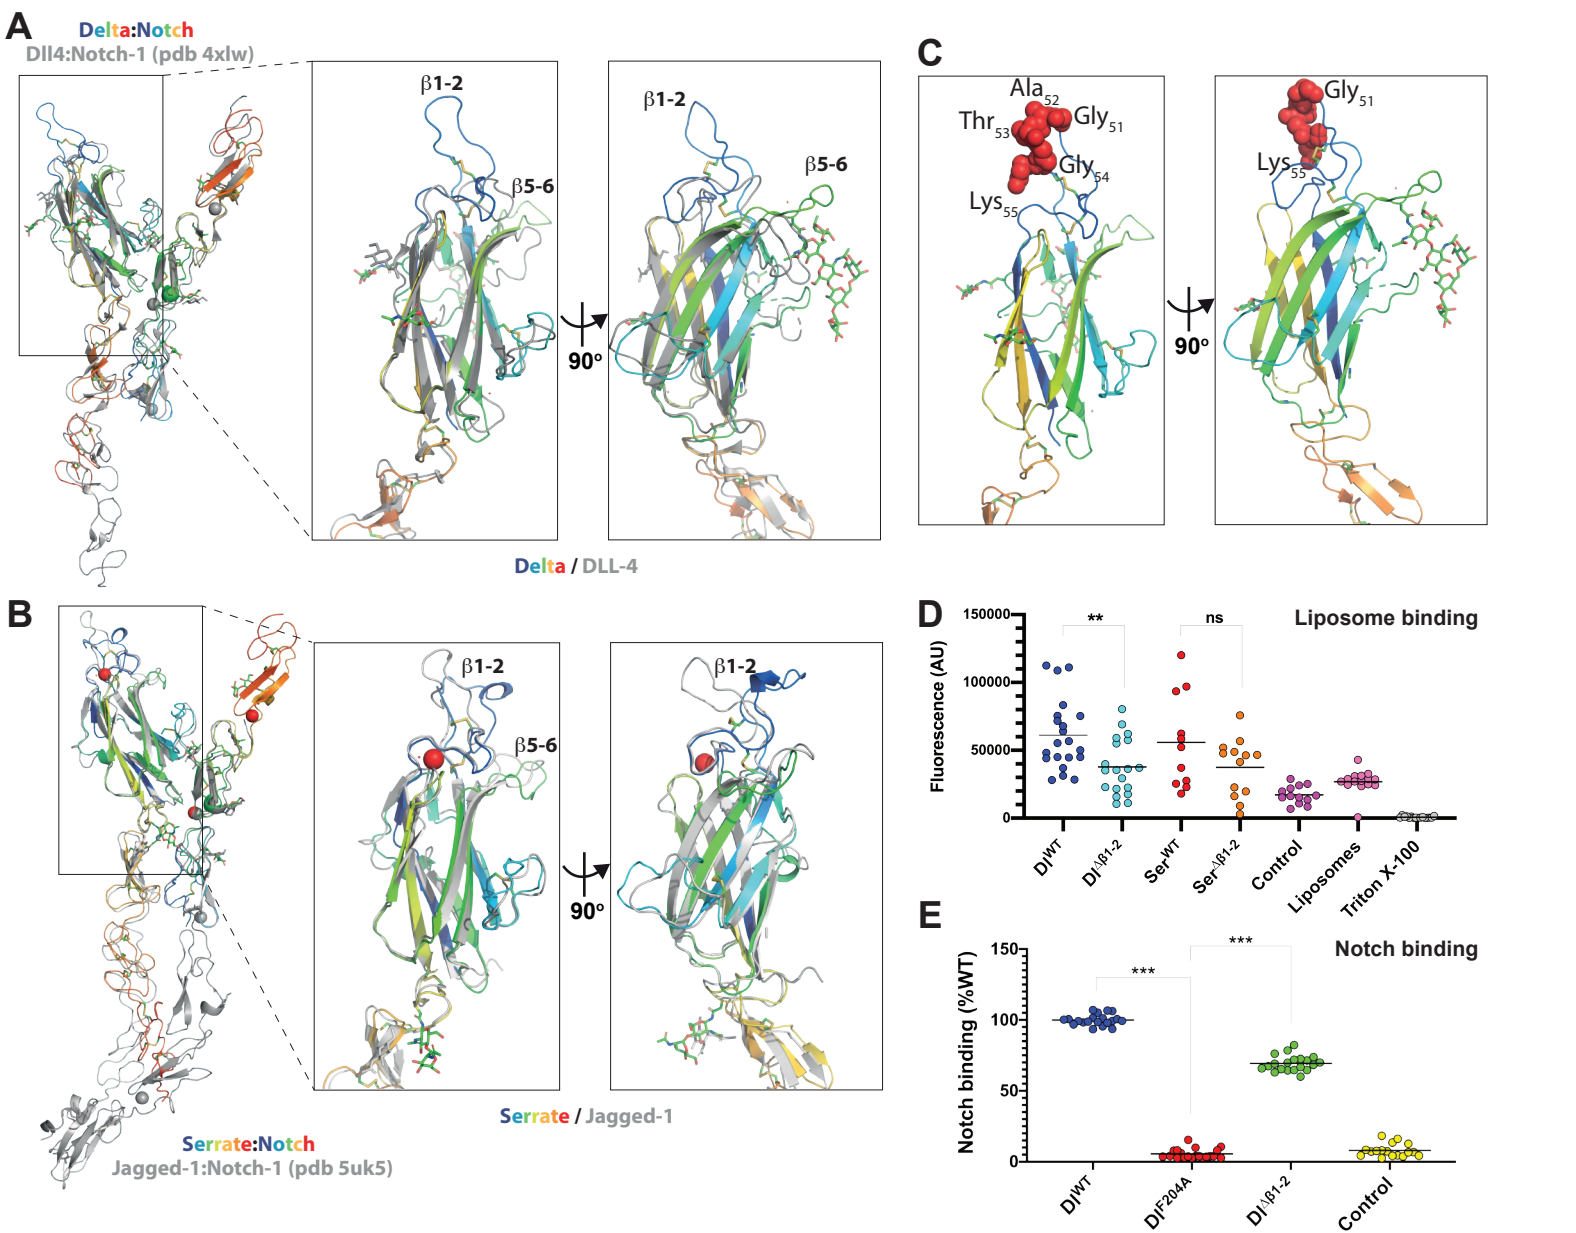 A
Delta:Notch
Dll4:Notch-1 (pdb 4xlw)
β1-2
β5-6
90º
β1-2
β5-6
Delta / DLL-4
B
β1-2
β5-6
90º
β1-2
Serrate / Jagged-1
Serrate:Notch
Jagged-1:Notch-1 (pdb 5uk5)
C
Ala52
Thr53
Gly51
Gly54
Lys55
90º
Gly51
Lys55
D
Liposome binding
Fluorescence (AU)
150000
100000
50000
0
**
ns
DlWT
DlΔβ1-2
SerWT
SerΔβ1-2
Control
Liposomes
Triton X-100
E
Notch binding
Notch binding (%WT)
150
100
50
0
***
***
DlWT
DlF204A
DlΔβ1-2
Control